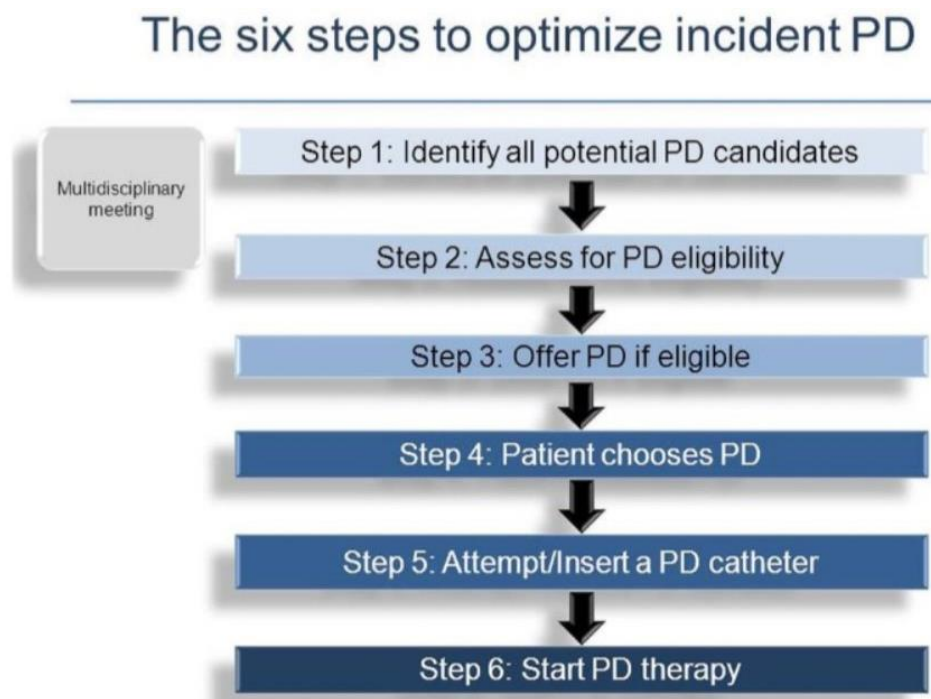 The six steps to optimize incident PD
Multidisciplinary
meeting
Step 1: Identify all potential PD candidates
Step 2: Assess for PD eligibility
Step 3: Offer PD if eligible
Step 4: Patient chooses PD
Step 5: Attempt/Insert a PD catheter
Step 6: Start PD therapy